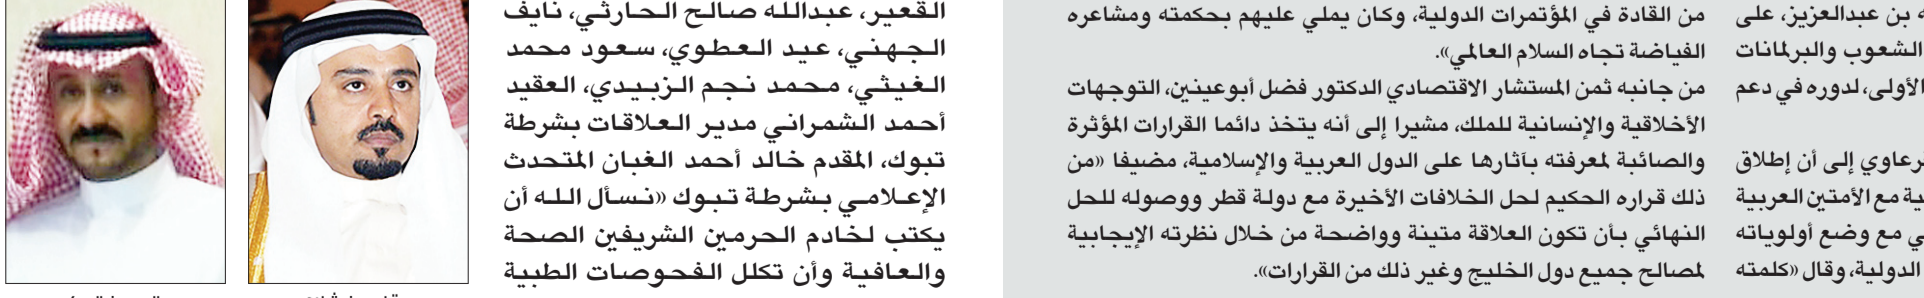 ه بن عبدالعزيز، على
الشعوب والبرلمانات
الأولى، لدوره في دعم
رعاوي إلى أن إطلاق
ية مع الأمتين العربية
ي مع وضع أولوياته
الدولية، وقال «كلمته
من القادة في المؤتمرات الدولية، وكان يملي عليهم بحكمته ومشاعره
الفياضة تجاه السلام العالمي».
من جانبه ثمن المستشار الاقتصادي الدكتور فضل أبوعينين، التوجهات
الأخلاقية والإنسانية للملك، مشيرا إلى أنه يتخذ دائما القرارات المؤثرة
والصائبة لمعرفته بآثارها على الدول العربية والإسلامية، مضيفا «من
ذلك قراره الحكيم لحل الخلافات الأخيرة مع دولة قطر ووصوله للحل
النهائي بأن تكون العلاقة متينة وواضحة من خلال نظرته الإيجابية
لمصالح جميع دول الخليج وغير ذلك من القرارات».
القعير، عبدالله صالح الحارثي، نايف
الجهني، عيد العطوي، سعود محمد
الغيثي، محمد نجم الزبيدي، العقيد
أحمد الشمراني مدير العلاقات بشرطة
تبوك، المقدم خالد أحمد الغبان المتحدث
الإعلامي بشرطة تبوك «نسأل الله أن
يكتب لخادم الحرمين الشريفين الصحة
والعافية وأن تكلل الفحوصات الطبية